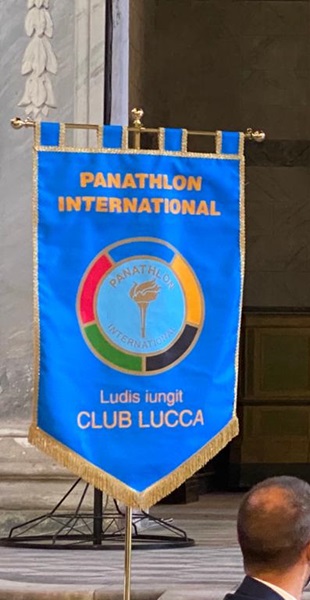 PANATHLON
INTERNATIONAL
PANATHLON
INTERNATIONAL
Ludis iungit
CLUB LUCCA